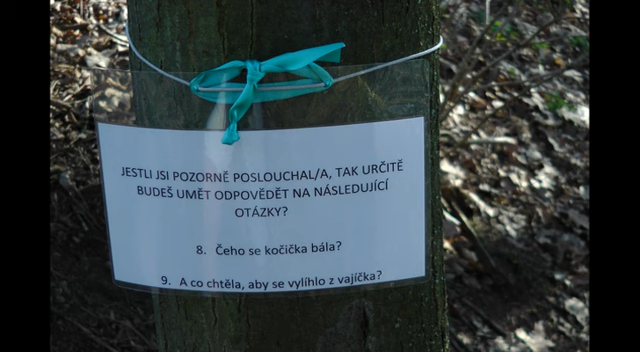 JESTLI JSI POZORNĚ POSLOUCHAL/A, TAK URČITĚ
BUDEŠ UMĚT ODPOVĚDĚT NA NÁSLEDUJÍCÍ
OTÁZKY?
8. Čeho se kočička bála?
9. A co chtěla, aby se vylíhlo z vajíčka?